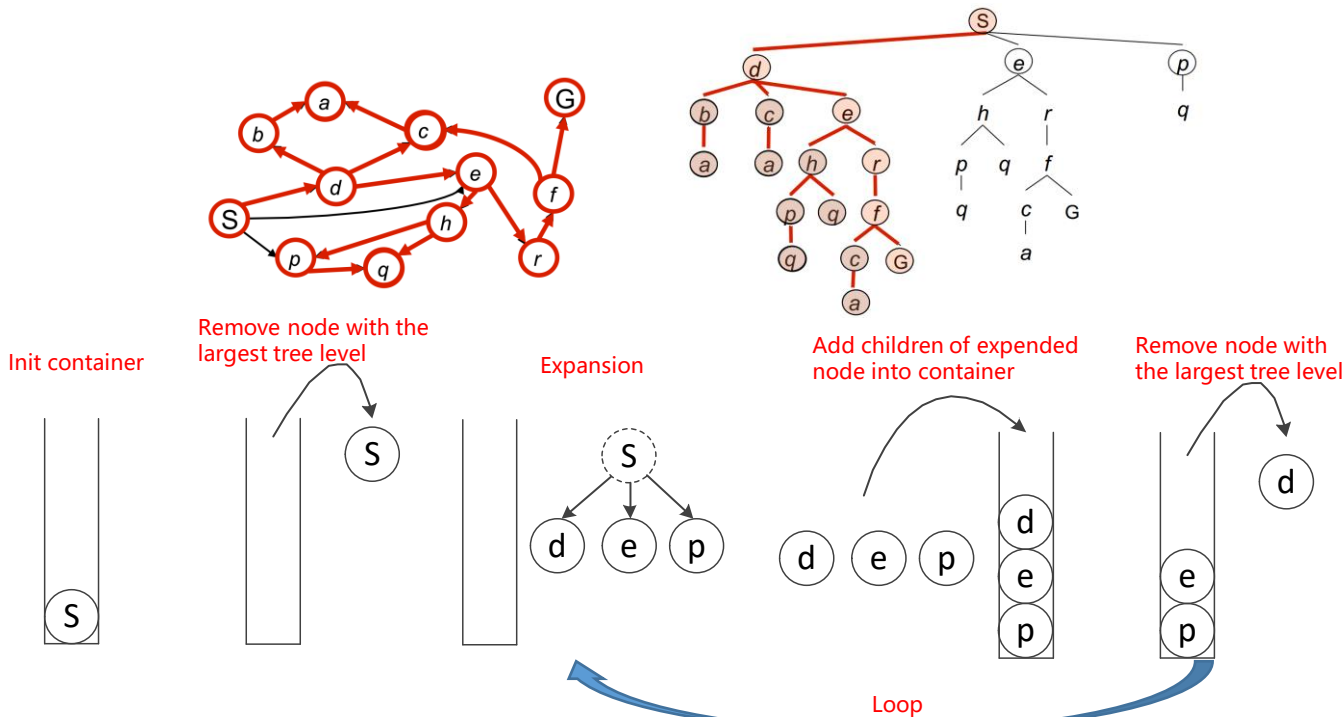 S
d e p
b c e h r q
a a h r p q f
p q f q c G
q c G a
a
a G
b c
d e f
S h
p q r
Remove node with the
largest tree level
Init container
Expansion
Add children of expended
node into container
Remove node with
the largest tree level
S
S
S
d e p
d e p
d
e
p
d
e
p
S
Loop